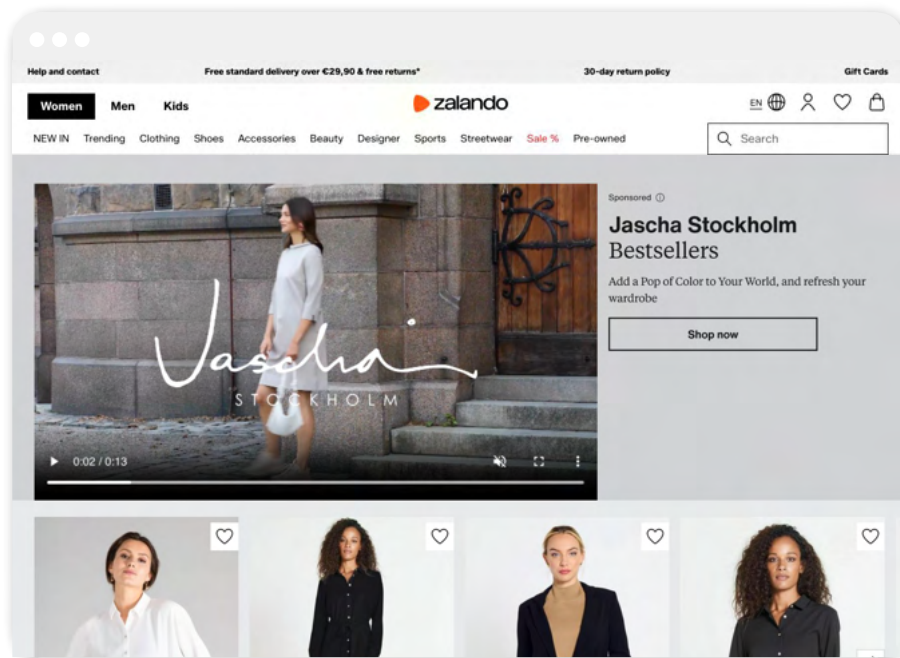 Help and contact
Free standard delivery over €29,90 & free returns*
30-day return policy
Gift Cards
Women
Men
Kids
zalando
EN
NEW IN
Trending
Clothing
Shoes
Accessories
Beauty
Designer
Sports
Streetwear
Sale %
Pre-owned
Search
Jascha
STOCKHOLM
0:02 / 0:13
Sponsored
Jascha Stockholm
Bestsellers
Add a Pop of Color to Your World, and refresh your
wardrobe
Shop now